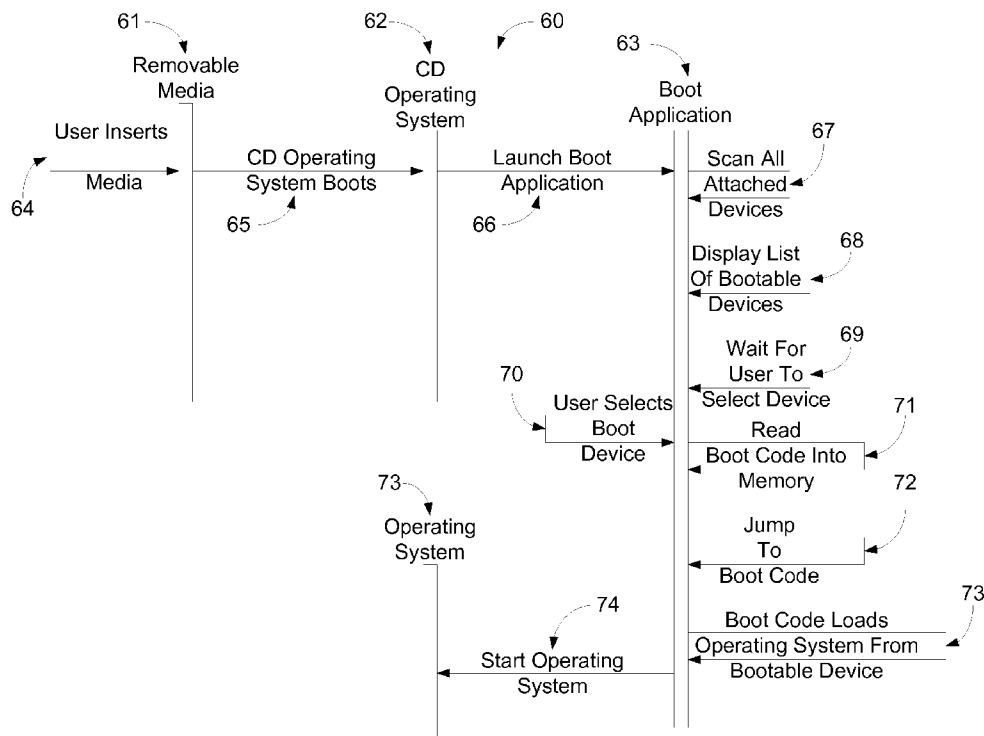 61
62
60
63
Removable
Media
CD
Operating
System
Boot
Application
User Inserts
Media
64
CD Operating
System Boots
65
Launch Boot
Application
66
Scan All
Attached
Devices
67
Display List
Of Bootable
Devices
68
Wait For
User To
Select Device
69
70
User Selects
Boot
Device
Read
Boot Code Into
Memory
71
73
Operating
System
Jump
To
Boot Code
72
Boot Code Loads
Operating System From
Bootable Device
73
74
Start Operating
System